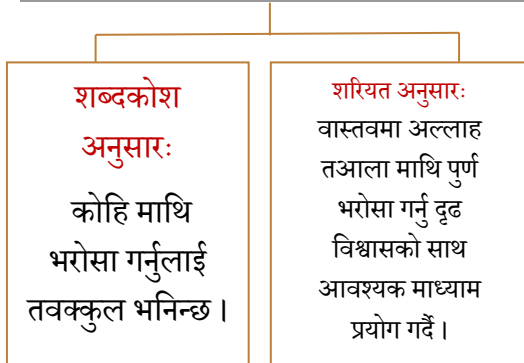 शब्दकोश
अनुसारः
कोहि माथि
भरोसा गर्नुलाई
तवक्कुल भनिन्छ ।
शरियत अनुसारः
वास्तवमा अल्लाह
तआला माथि पुर्ण
भरोसा गर्नु दृढ
विश्वासको साथ
आवश्यक माध्याम
प्रयोग गर्दै ।